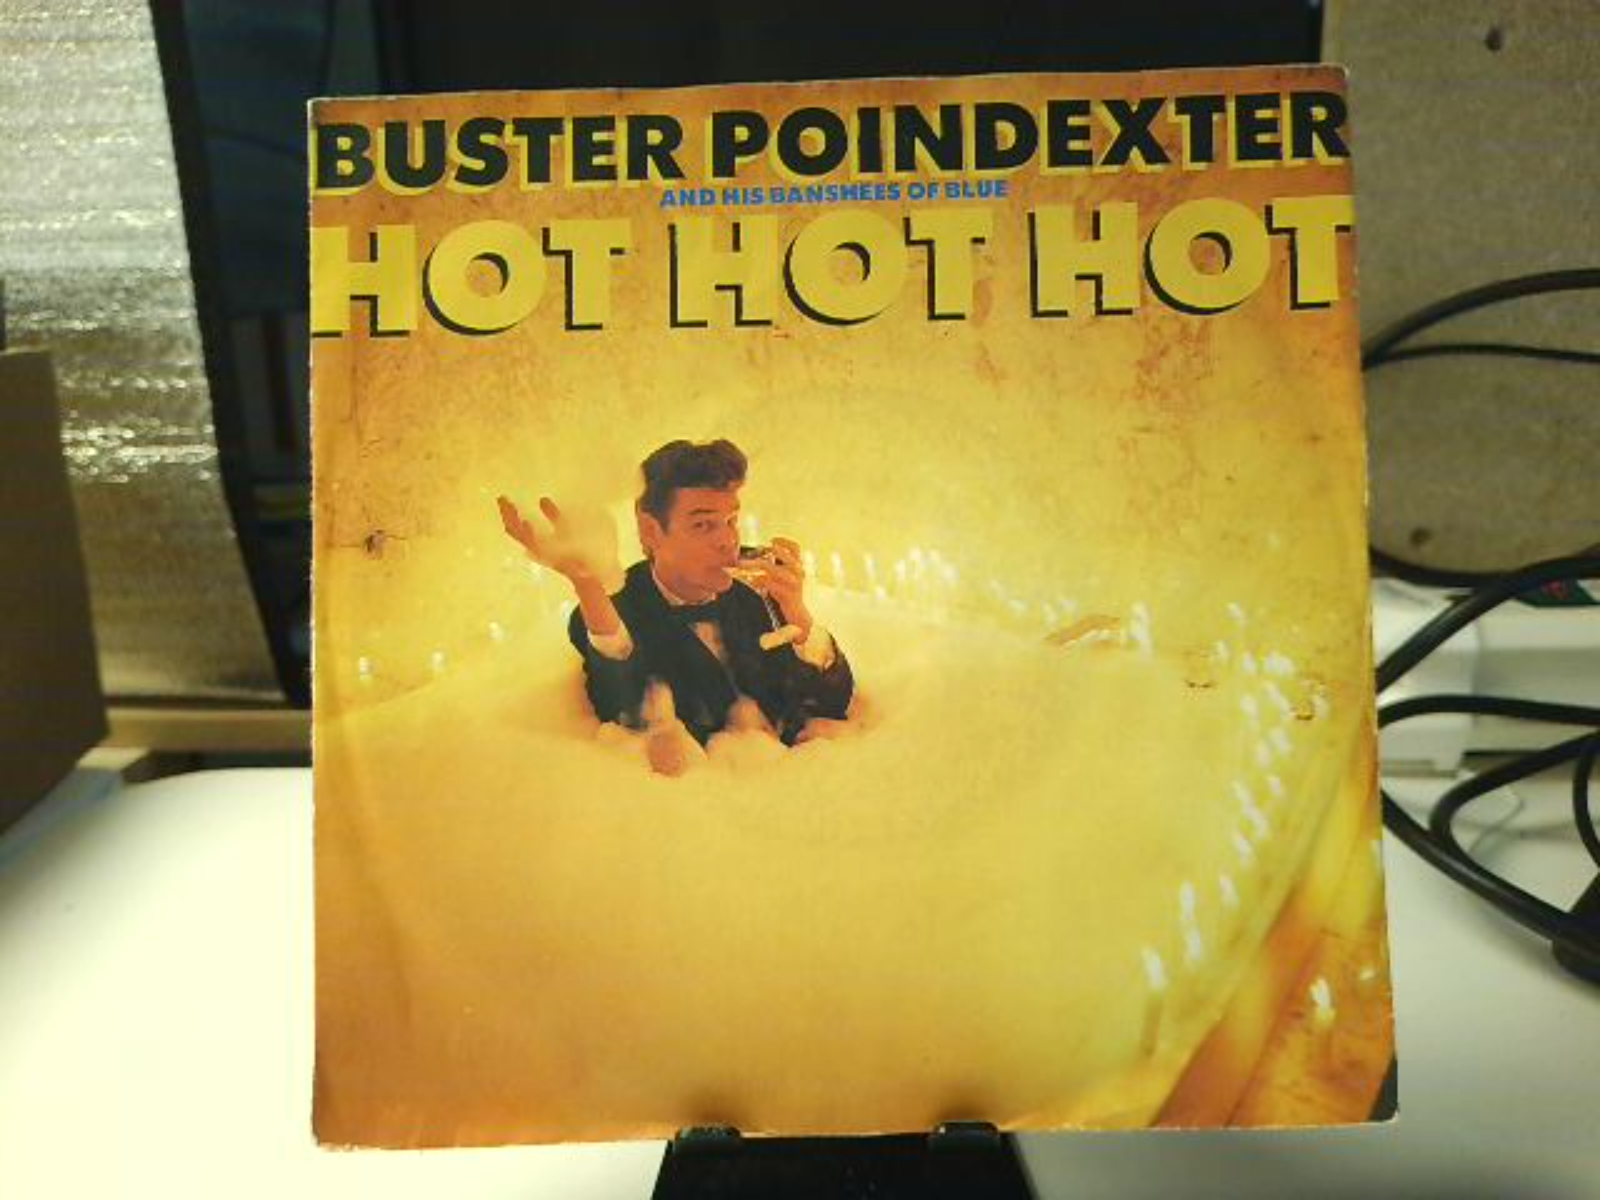 BUSTER POINDEXTER
AND HIS BANSHEES OF BLUE
HOT HOT HOT